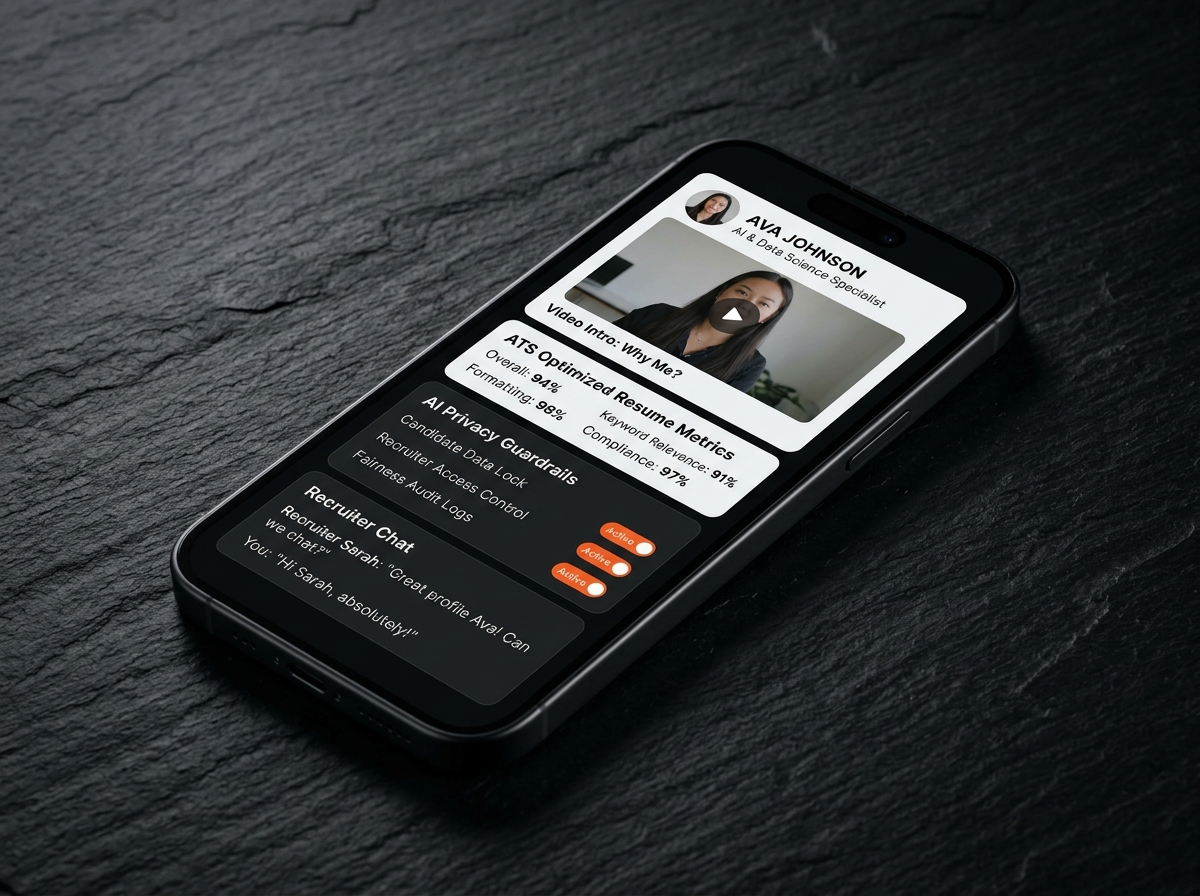 AVA JOHNSON
AI & Data Science Specialist
Video Intro: Why Me?
ATS Optimized Resume Metrics
Overall: 94%
Keyword Relevance: 91%
Formatting: 98%
Compliance: 97%
AI Privacy Guardrails
Candidate Data Lock
Active
Recruiter Access Control
Active
Fairness Audit Logs
Active
Recruiter Chat
Recruiter Sarah: "Great profile Ava! Can
we chat?"
You: "Hi Sarah, absolutely!"